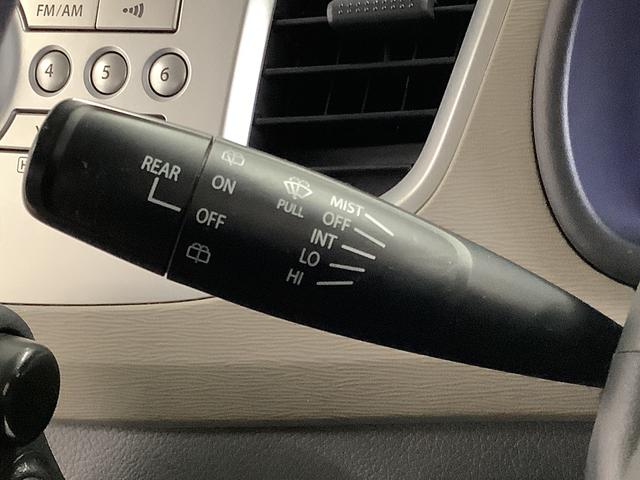 FM/AM
4 5 6
REAR
ON
OFF
PULL
MIST
OFF
INT
LO
HI